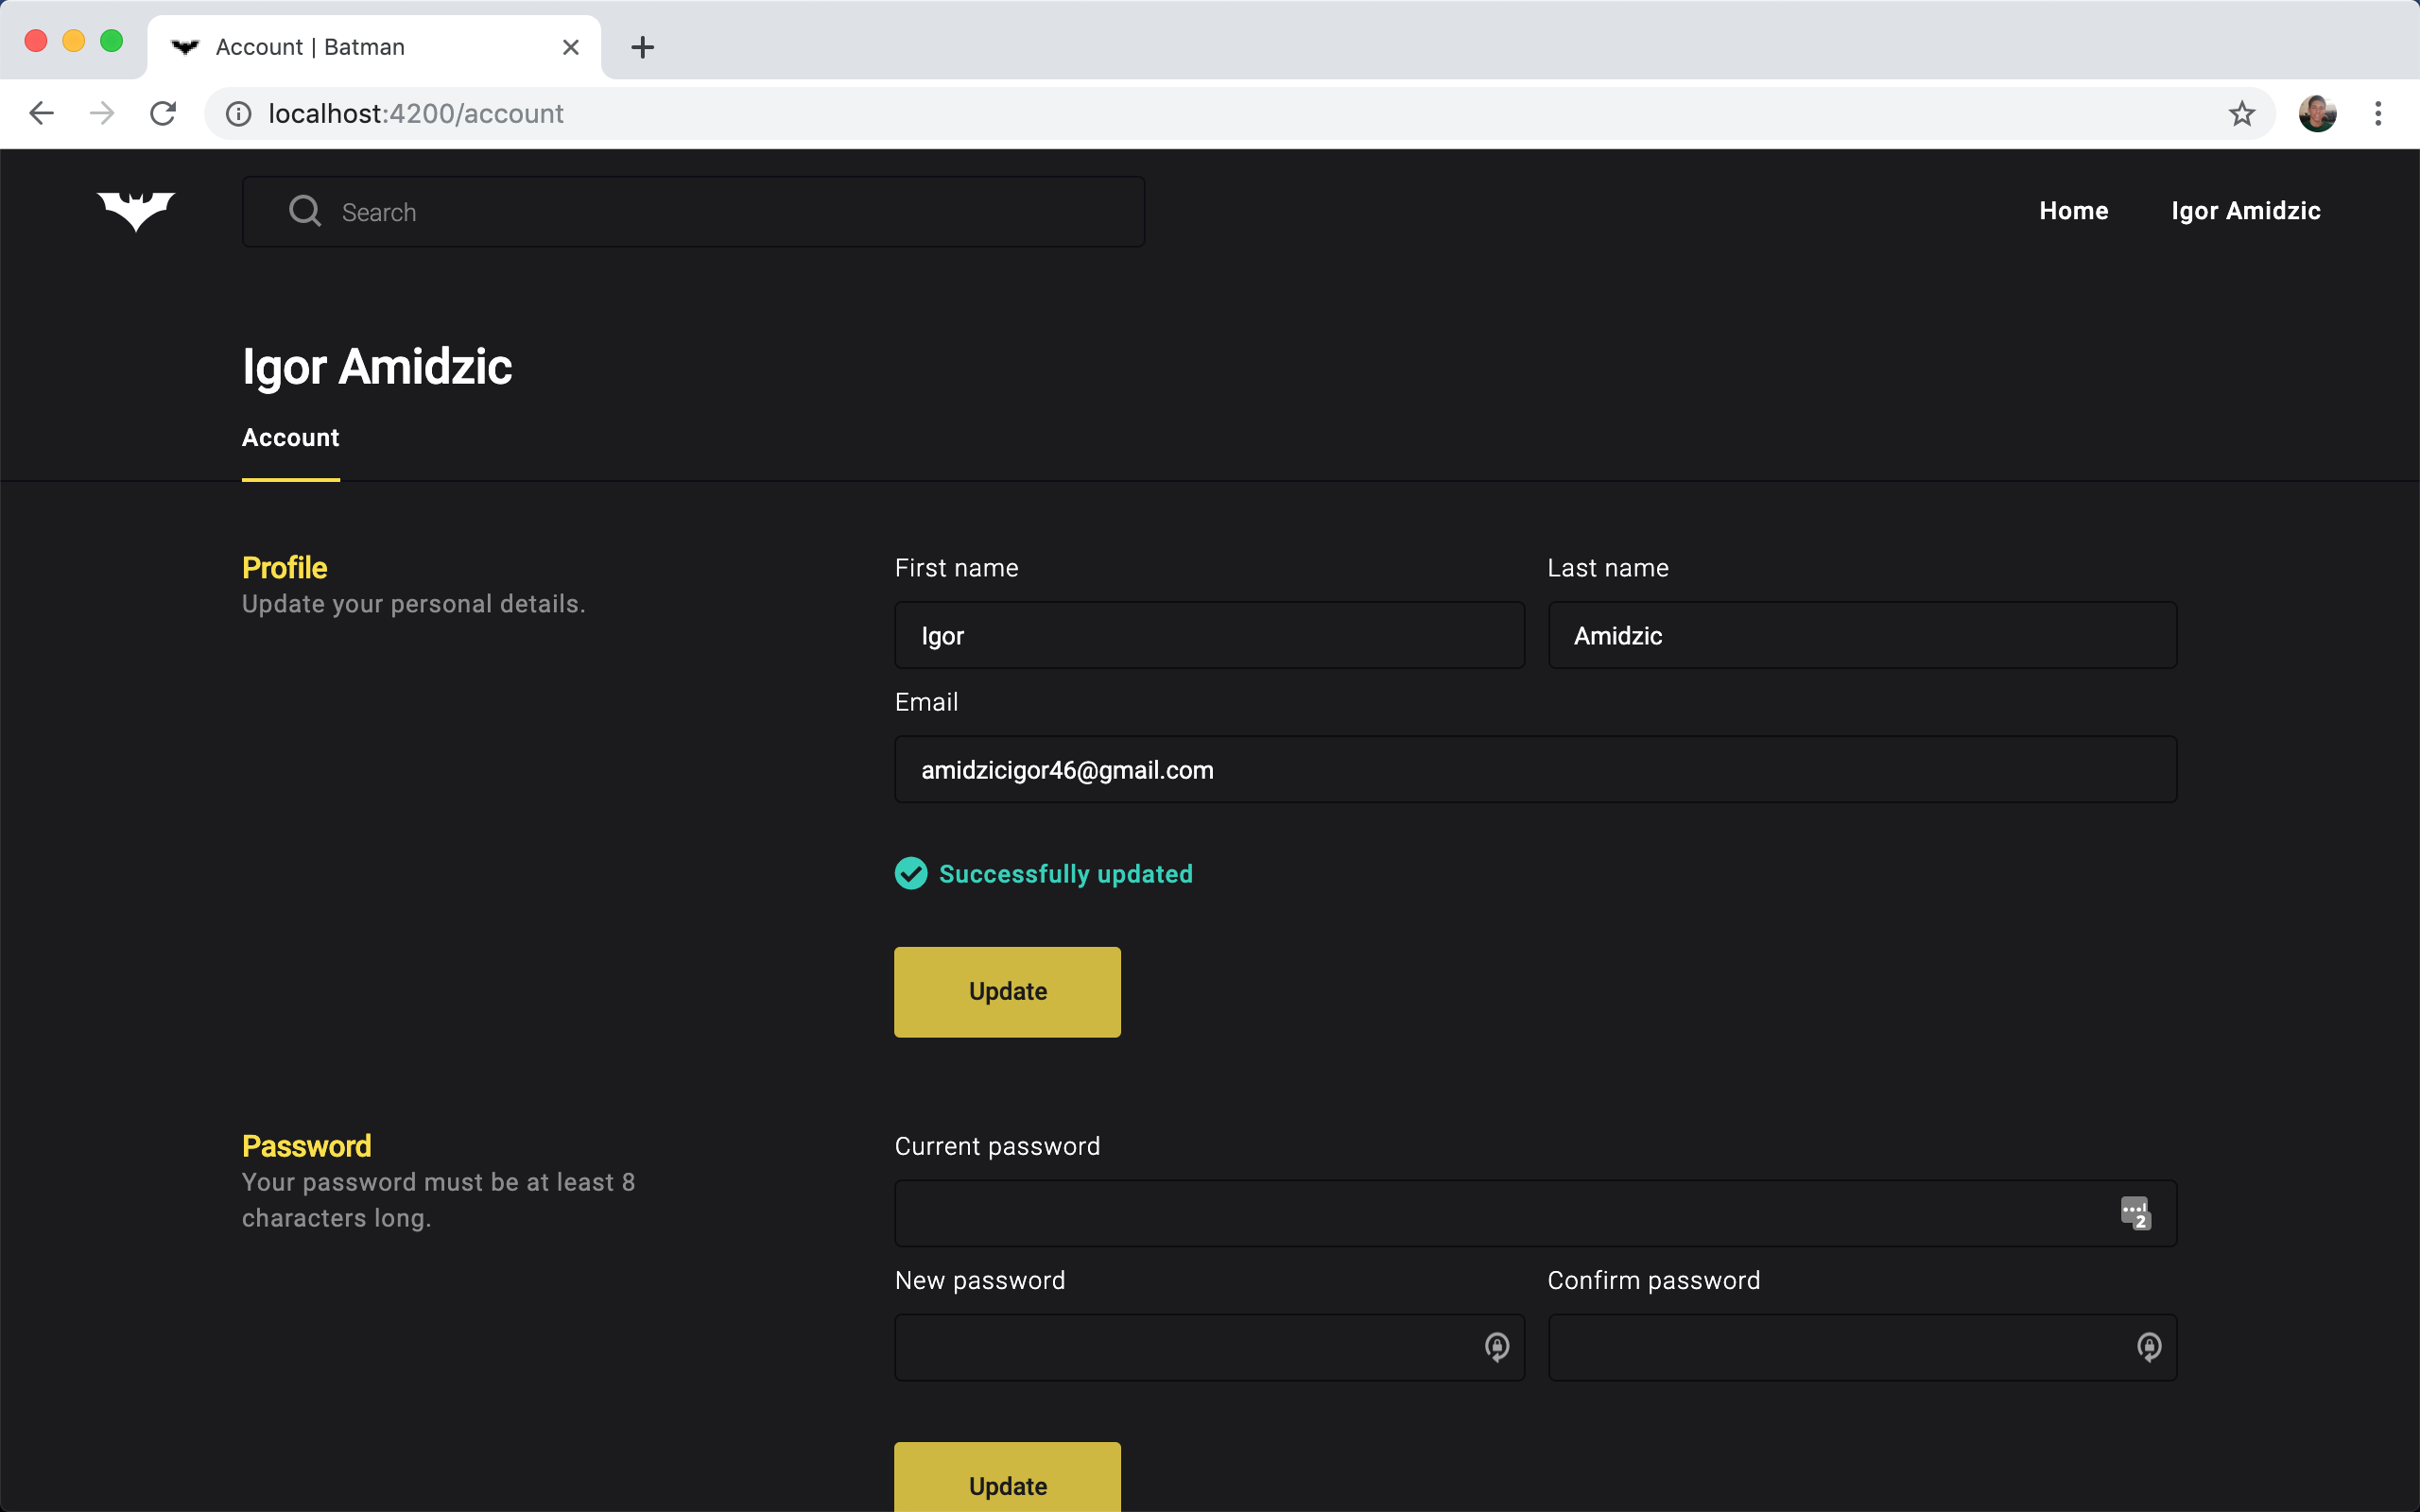 Account | Batman
localhost:4200/account
Search
Home
Igor Amidzic
Igor Amidzic
Account
Profile
Update your personal details.
First name
Last name
Igor
Amidzic
Email
amidzicigor46@gmail.com
Successfully updated
Update
Password
Your password must be at least 8
characters long.
Current password
2
New password
Confirm password
Update